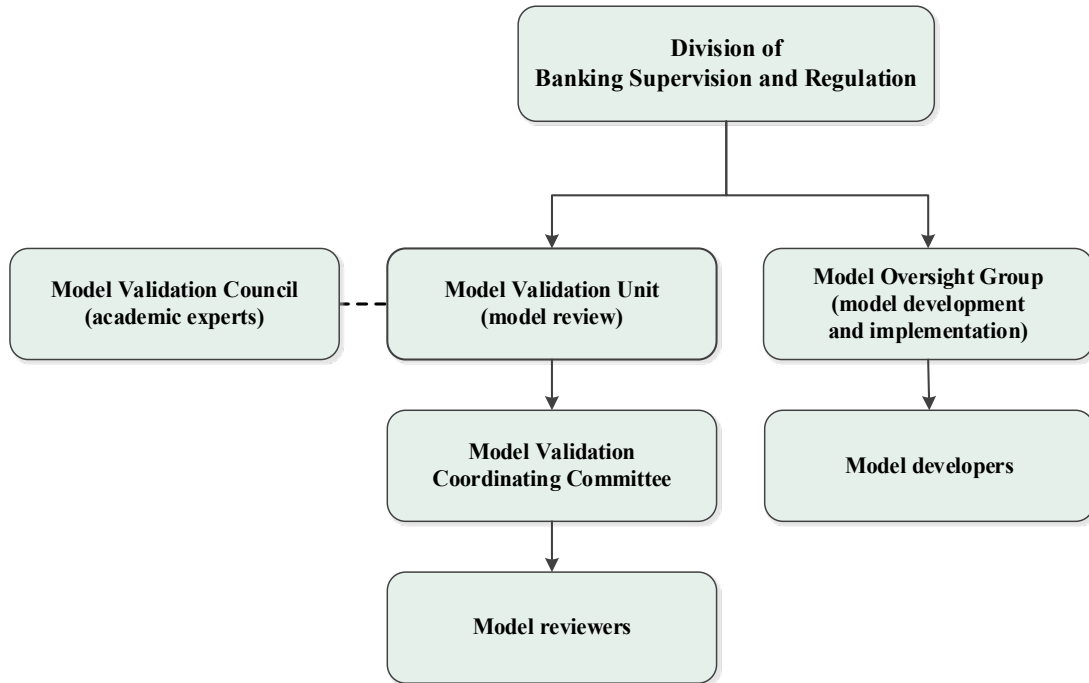 Division of
Banking Supervision and Regulation
Model Validation Council
(academic experts)
Model Validation Unit
(model review)
Model Oversight Group
(model development
and implementation)
Model Validation
Coordinating Committee
Model developers
Model reviewers